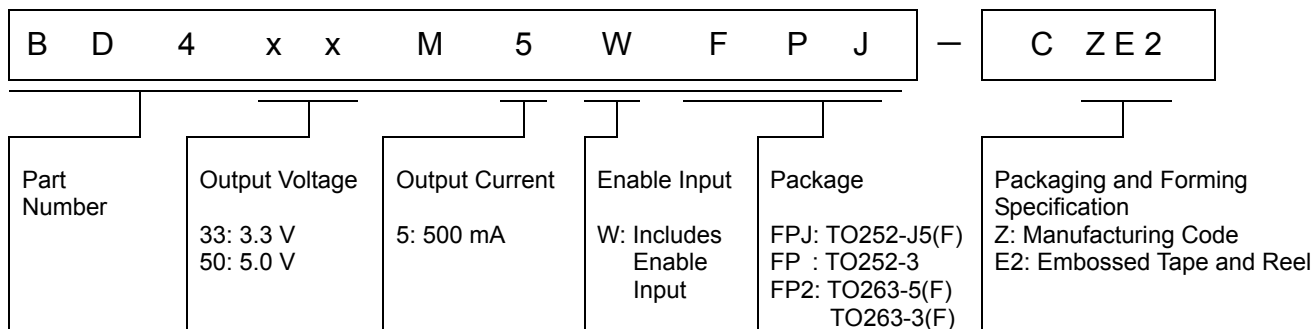 B D 4 x x M 5 W F P J – C Z E 2
Part
Number
Output Voltage
33: 3.3 V
50: 5.0 V
Output Current
5: 500 mA
Enable Input
W: Includes
Enable
Input
Package
FPJ: TO252-J5(F)
FP : TO252-3
FP2: TO263-5(F)
TO263-3(F)
Packaging and Forming
Specification
Z: Manufacturing Code
E2: Embossed Tape and Reel